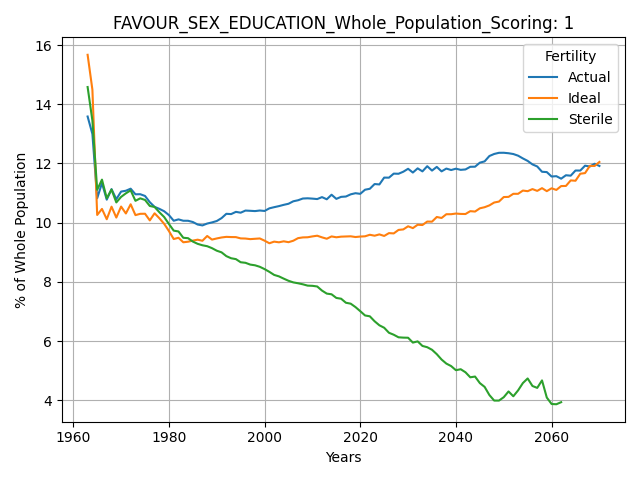 FAVOUR_SEX_EDUCATION_Whole_Population_Scoring: 1
Fertility
Actual
Ideal
Sterile
% of Whole Population
16
14
12
10
8
6
4
1960 1980 2000 2020 2040 2060
Years